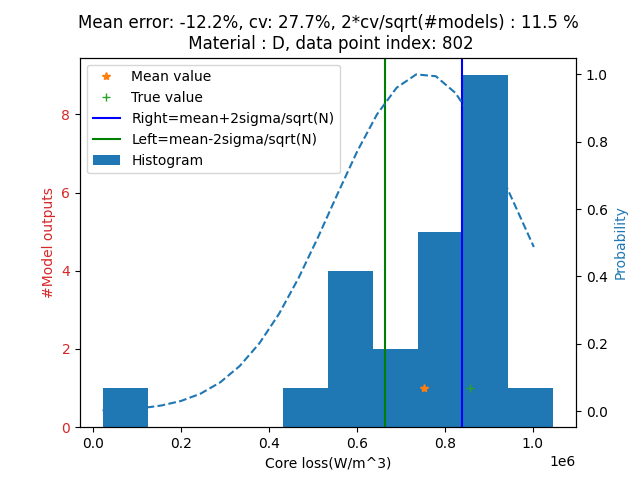 Mean error: -12.2%, cv: 27.7%, 2*cv/sqrt(#models) : 11.5 %
Material : D, data point index: 802
Mean value
True value
Right=mean+2sigma/sqrt(N)
Left=mean-2sigma/sqrt(N)
Histogram
#Model outputs
0
2
4
6
8
Probability
0.0
0.2
0.4
0.6
0.8
1.0
0.0
0.2
0.4
0.6
0.8
1.0
1e6
Core loss(W/m^3)